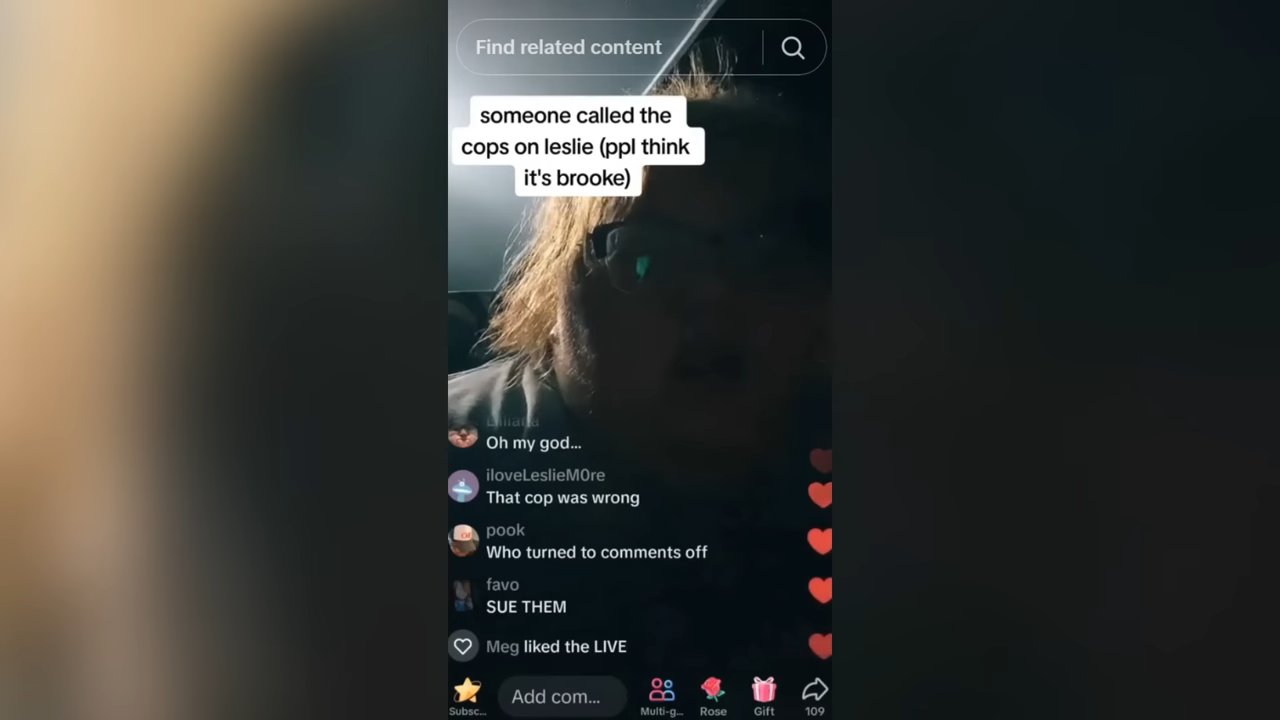 Find related content
someone called the
cops on leslie (ppl think
it's brooke)
Oh my god...
iloveLeslieM0re
That cop was wrong
pook
Who turned to comments off
favo
SUE THEM
Meg liked the LIVE
Subsc...
Add com...
Multi-g...
Rose
Gift
109